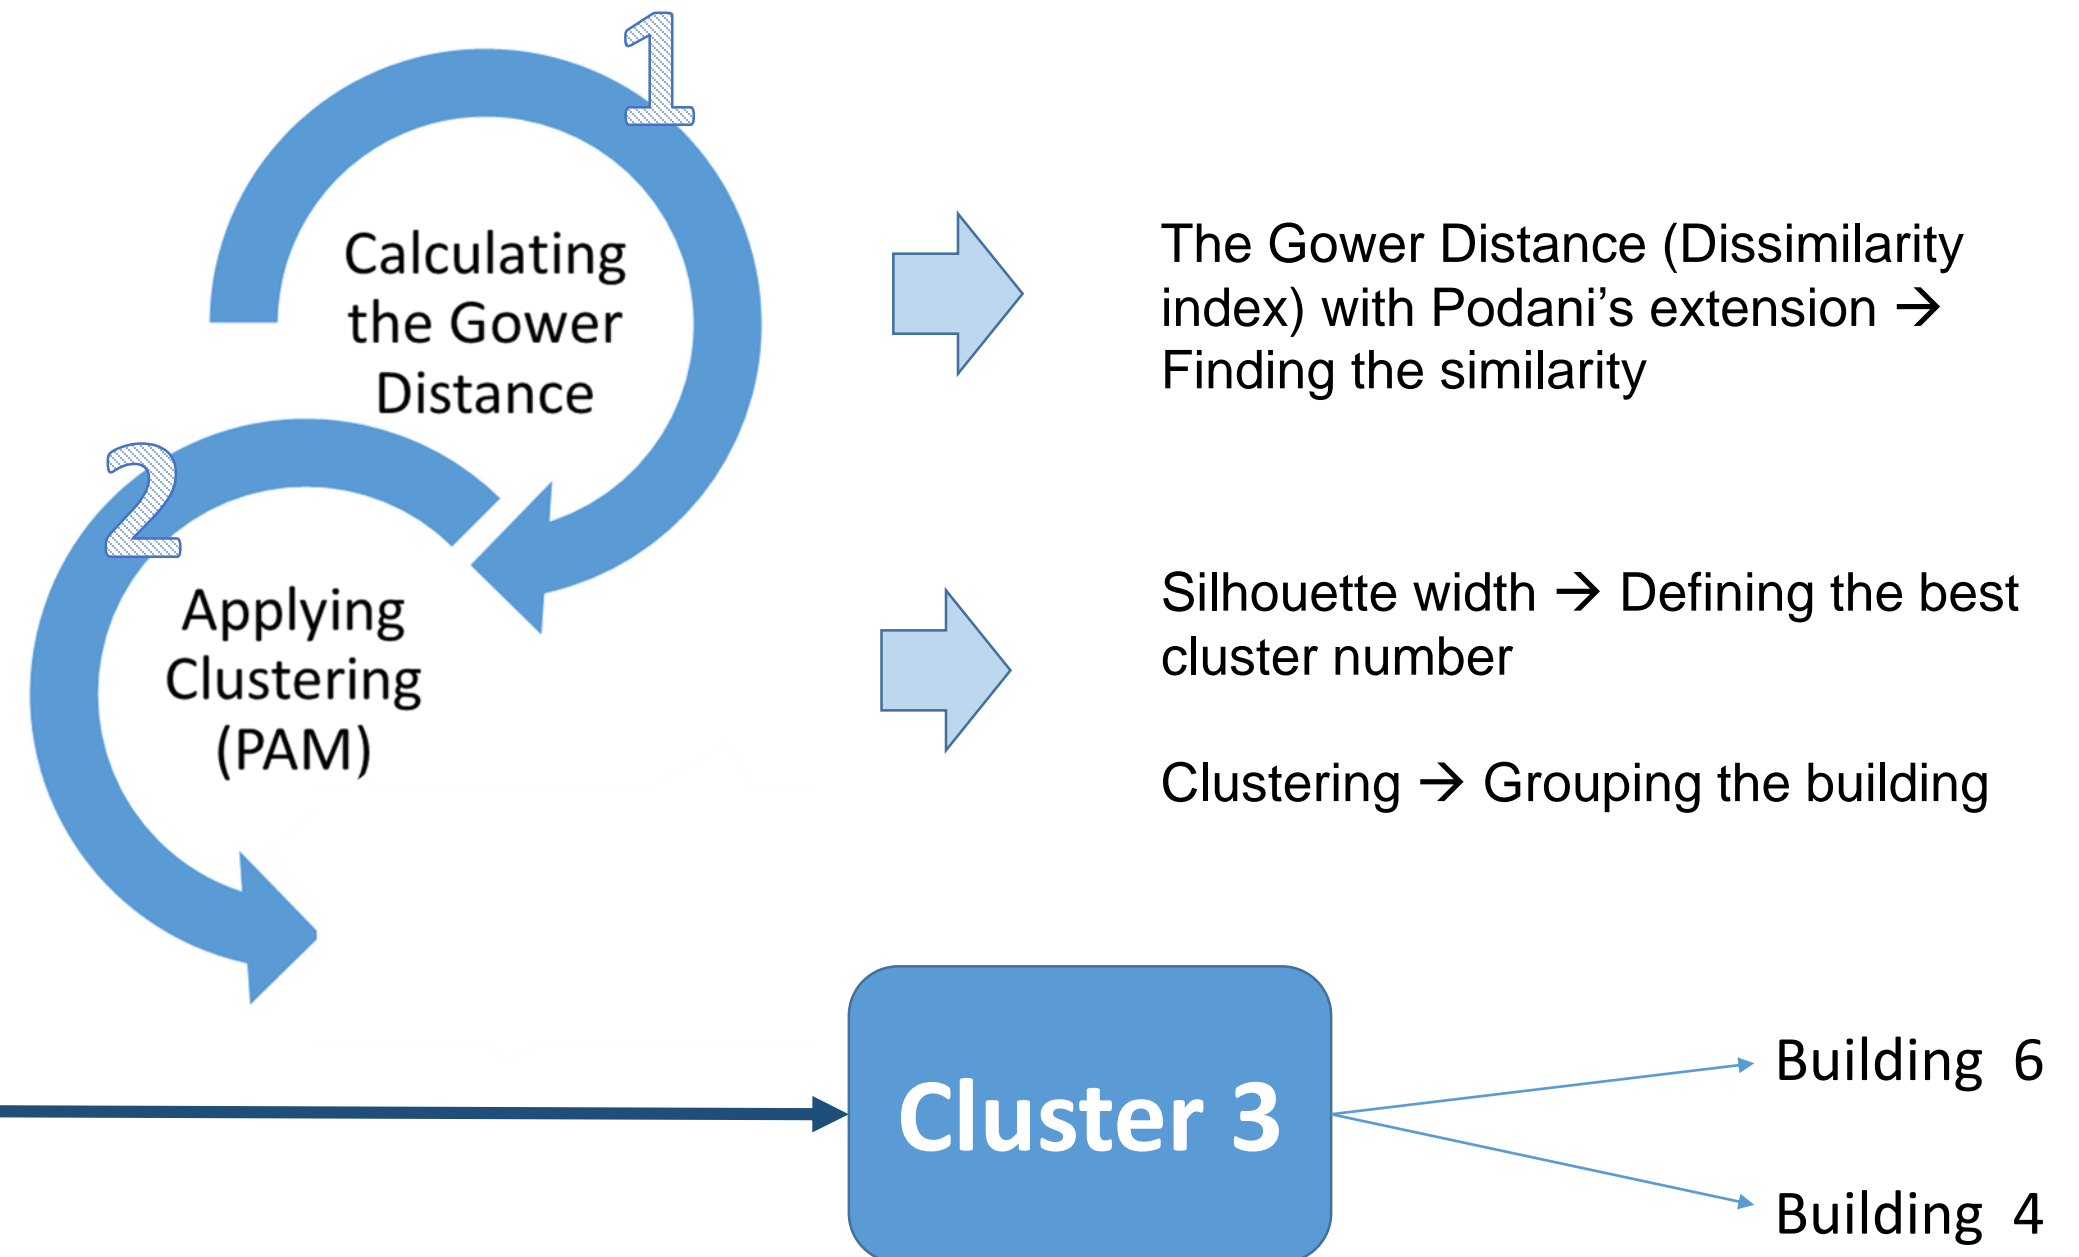 1
Calculating
the Gower
Distance
The Gower Distance (Dissimilarity
index) with Podani’s extension →
Finding the similarity
2
Applying
Clustering
(PAM)
Silhouette width → Defining the best
cluster number
Clustering → Grouping the building
Cluster 3
Building 6
Building 4